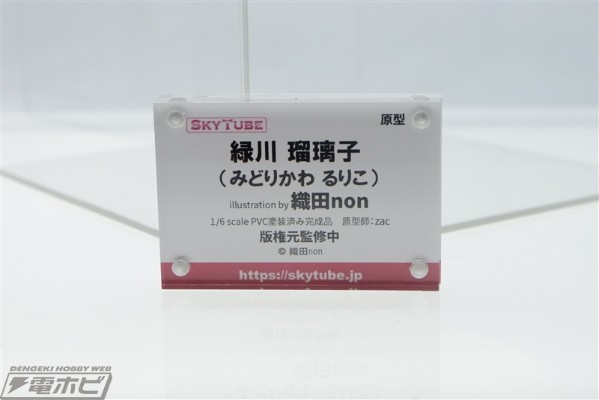 SKYTUBE
原型
緑川 瑠璃子
（みどりかわ るりこ）
illustration by 織田non
1/6 scale PVC塗装済み完成品 原型師：zac
版権元監修中
© 織田non
https://skytube.jp
DENGEKI HOBBY WEB
電ホビ